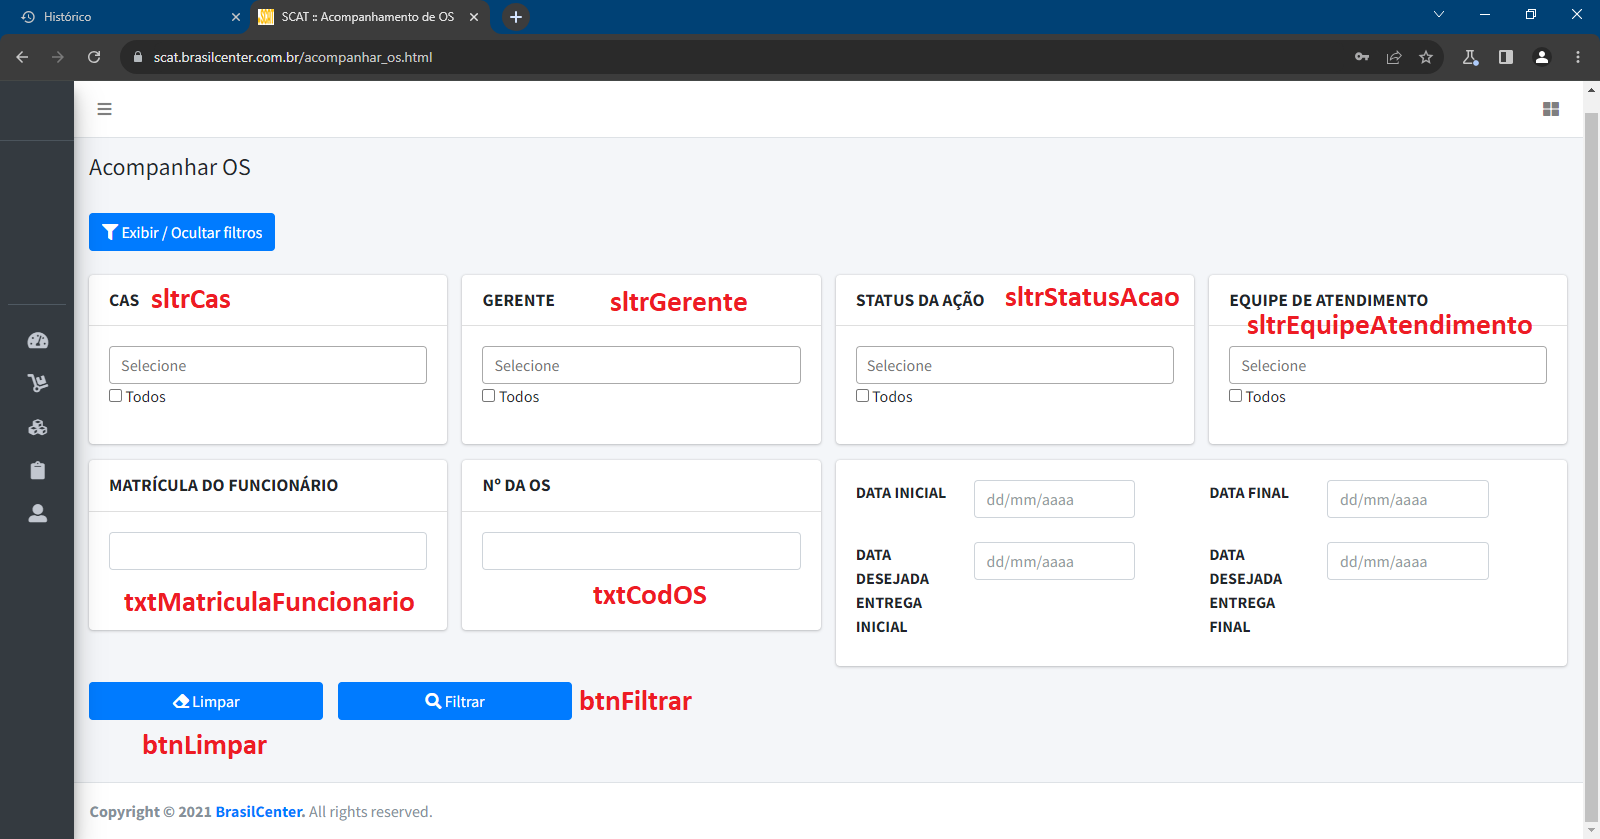 Histórico
SCAT :: Acompanhamento de OS
scat.brasilcenter.com.br/acompanhar_os.html
Acompanhar OS
Exibir / Ocultar filtros
CAS sltrCas
Selecione
Todos
GERENTE sltrGerente
Selecione
Todos
STATUS DA AÇÃO sltrStatusAcao
Selecione
Todos
EQUIPE DE ATENDIMENTO
sltrEquipeAtendimento
Selecione
Todos
MATRÍCULA DO FUNCIONÁRIO
txtMatriculaFuncionario
Nº DA OS
txtCodOS
DATA INICIAL dd/mm/aaaa
DATA FINAL dd/mm/aaaa
DATA
DESEJADA
ENTREGA
INICIAL
dd/mm/aaaa
DATA
DESEJADA
ENTREGA
FINAL
dd/mm/aaaa
Limpar
Filtrar btnFiltrar
btnLimpar
Copyright © 2021 BrasilCenter. All rights reserved.